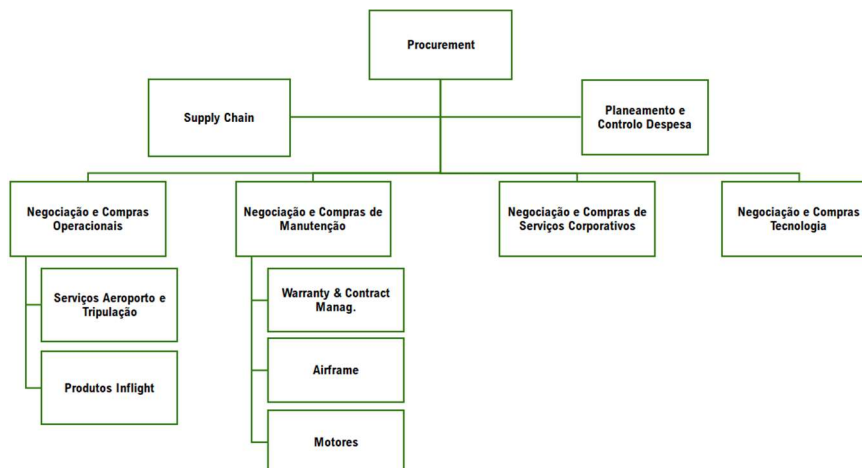 Procurement
Supply Chain
Planeamento e
Controlo Despesa
Negociação e Compras
Operacionais
Negociação e Compras de
Manutenção
Negociação e Compras de
Serviços Corporativos
Negociação e Compras
Tecnologia
Serviços Aeroporto e
Tripulação
Produtos Inflight
Warranty & Contract
Manag.
Airframe
Motores